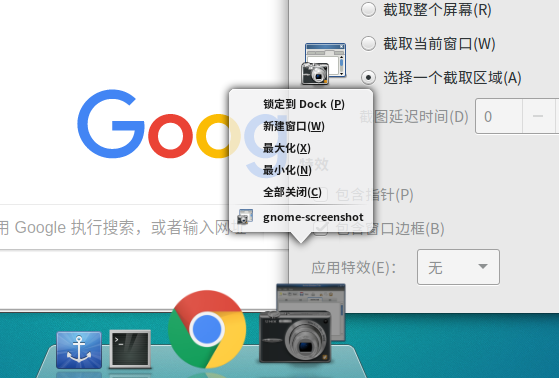 截取整个屏幕(R)
截取当前窗口(W)
选择一个截取区域(A)
截图延迟时间(D) 0
Goog
特效
包含指针(P)
用 Google 执行搜索，或者输入网址
包含窗口边框(B)
应用特效(E): 无
锁定到 Dock (P)
新建窗口(W)
最大化(X)
最小化(N)
全部关闭(C)
gnome-screenshot
>_